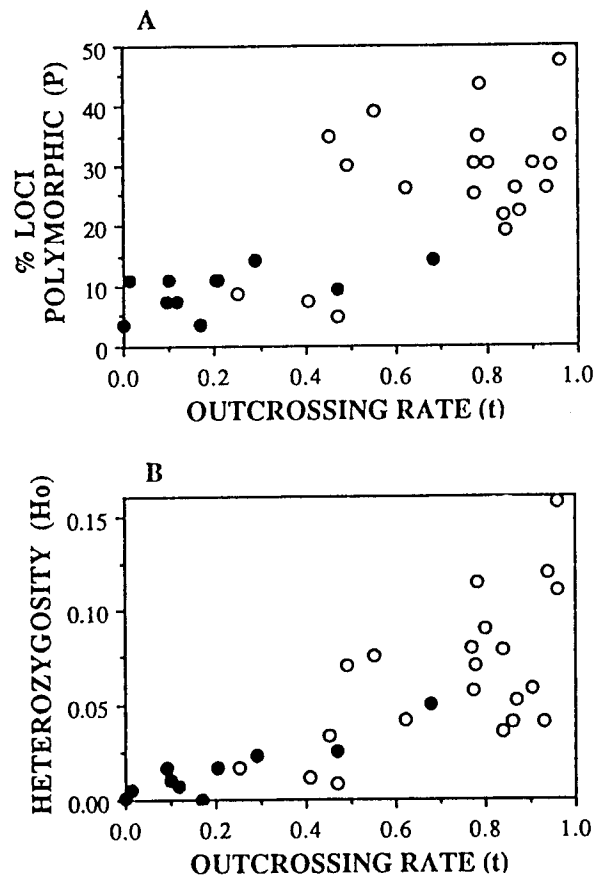 A
% LOCI
POLYMORPHIC (P)
50
40
30
20
10
0
0.0 0.2 0.4 0.6 0.8 1.0
OUTCROSSING RATE (t)
B
HETEROZYGOSITY (Ho)
0.15
0.10
0.05
0.00
0.0 0.2 0.4 0.6 0.8 1.0
OUTCROSSING RATE (t)